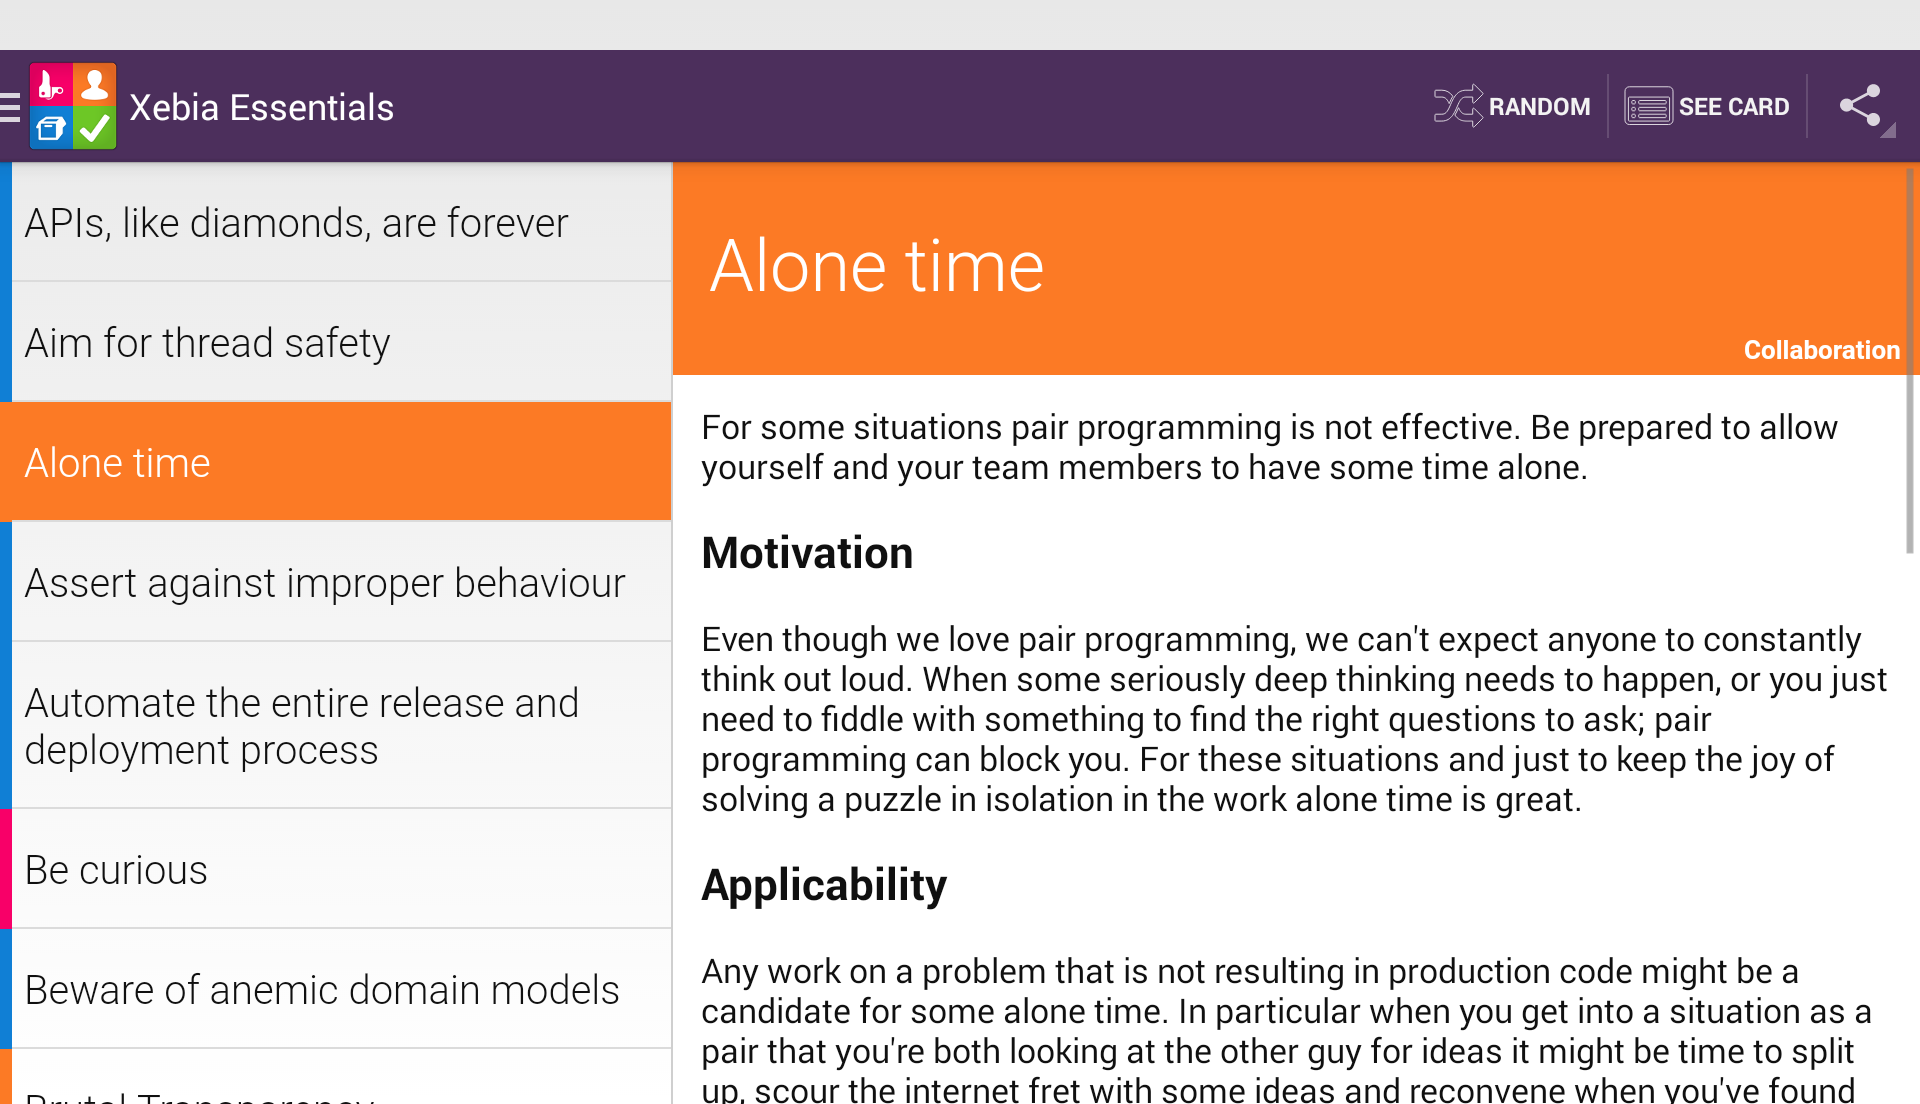 Xebia Essentials
RANDOM
SEE CARD
APIs, like diamonds, are forever
Aim for thread safety
Alone time
Assert against improper behaviour
Automate the entire release and
deployment process
Be curious
Beware of anemic domain models
Brutal Transparency
Alone time
Collaboration
For some situations pair programming is not effective. Be prepared to allow
yourself and your team members to have some time alone.
Motivation
Even though we love pair programming, we can't expect anyone to constantly
think out loud. When some seriously deep thinking needs to happen, or you just
need to fiddle with something to find the right questions to ask; pair
programming can block you. For these situations and just to keep the joy of
solving a puzzle in isolation in the work alone time is great.
Applicability
Any work on a problem that is not resulting in production code might be a
candidate for some alone time. In particular when you get into a situation as a
pair that you're both looking at the other guy for ideas it might be time to split
up, scour the internet fret with some ideas and reconvene when you've found